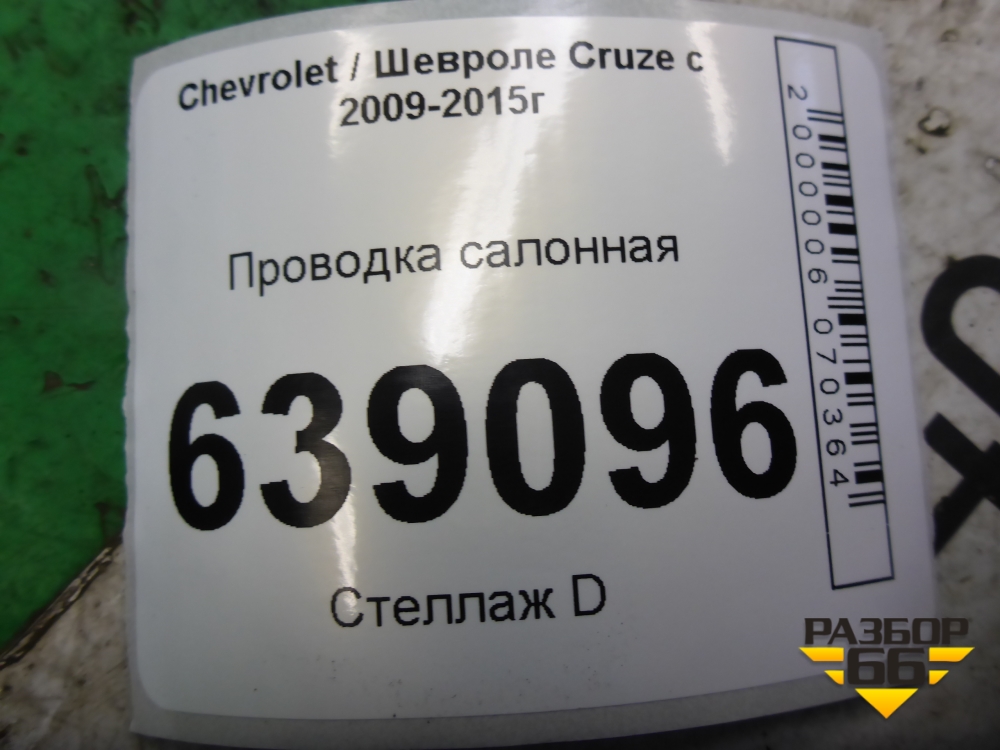 Chevrolet / Шевроле Cruze с
2009-2015г
Проводка салонная
639096
Стеллаж D
2000006070364
РАЗБОР
66